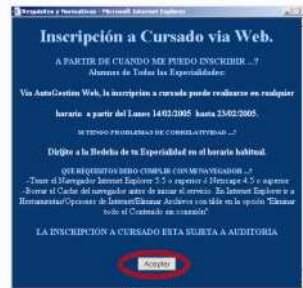 Requisitos y Normativas - Microsoft Internet Explorer
Inscripción a Cursado via Web.
A PARTIR DE CUANDO ME PUEDO INSCRIBIR ...?
Alumnos de Todas las Especialidades:
Via AutoGestión Web, la inscripción a cursado puede realizarse en cualquier
horario a partir del Lunes 14/02/2005 hasta 23/02/2005.
SI TENGO PROBLEMAS DE CORRELATIVIDAD ...?
Dirijite a la Bedelia de tu Especialidad en el horario habitual.
QUE REQUISITOS DEBO CUMPLIR CON MI NAVEGADOR ...?
-Tener el Navegador Internet Explorer 5.5 o superior ó Netscape 4.5 o superior
-Borrar el Cache del navegador antes de iniciar el servicio. En Internet Explorer ir a
Herramientas/Opciones de Internet/Eliminar Archivos con tilde en la opción "Eliminar
todo el Contenido sin conexión"
LA INSCRIPCION A CURSADO ESTA SUJETA A AUDITORIA
Aceptar